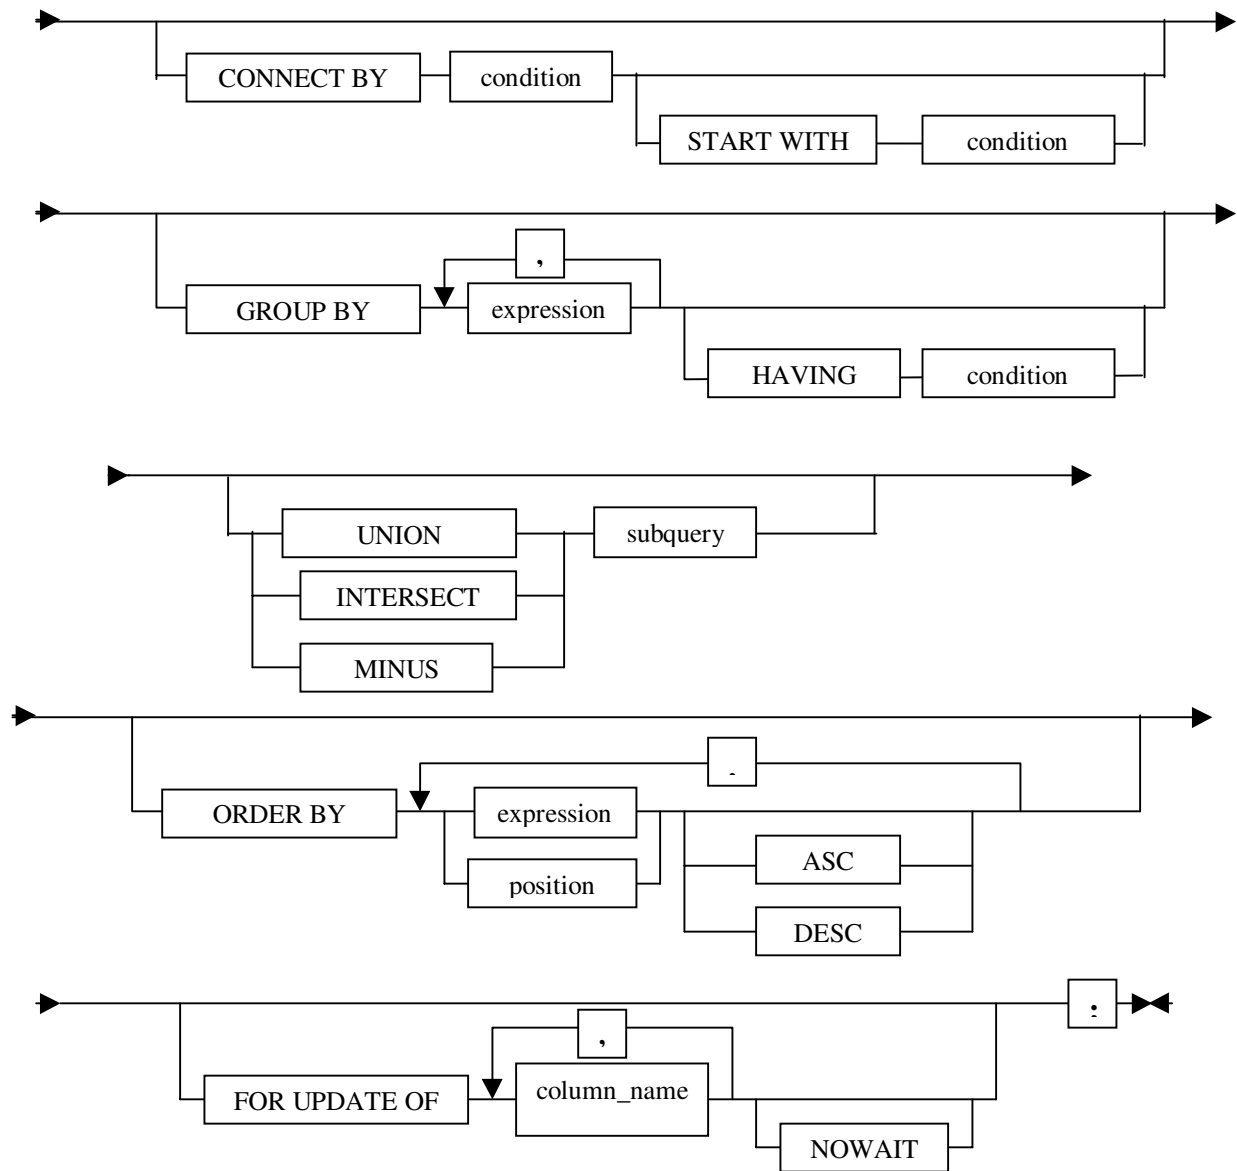 CONNECT BY condition
START WITH condition
,
GROUP BY expression
HAVING condition
UNION subquery
INTERSECT
MINUS
.
ORDER BY expression
ASC
position
DESC
:
,
FOR UPDATE OF column_name
NOWAIT